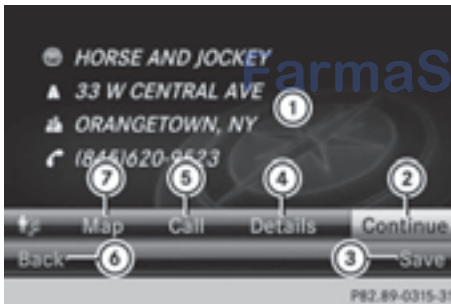 HORSE AND JOCKEY
FarmaS
33 W CENTRAL AVE
1
ORANGETOWN, NY
(845)620-9523
7 5 4 2
Map Call Details Continue
Back 6 3 Save
P82.89-0315-31